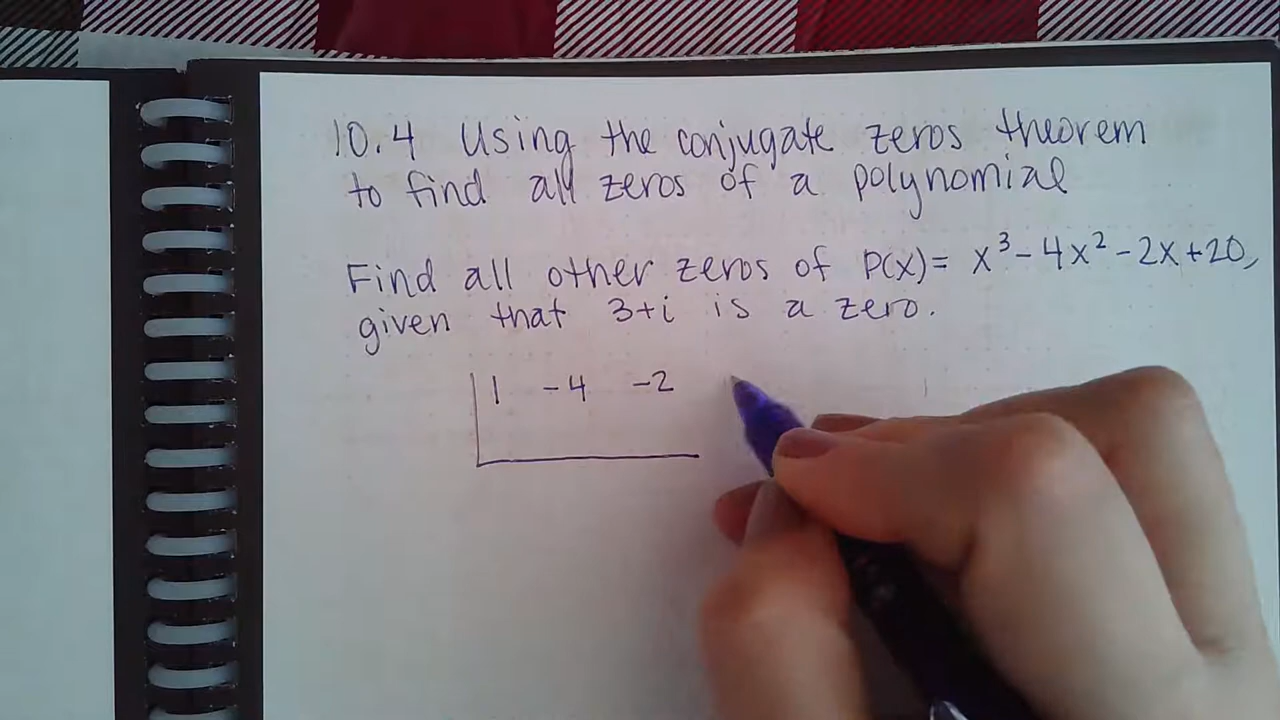 10.4 Using the conjugate zeros theorem
to find all zeros of a polynomial
Find all other zeros of P(x)= x³-4x²-2x+20,
given that 3+i is a zero.
1 -4 -2